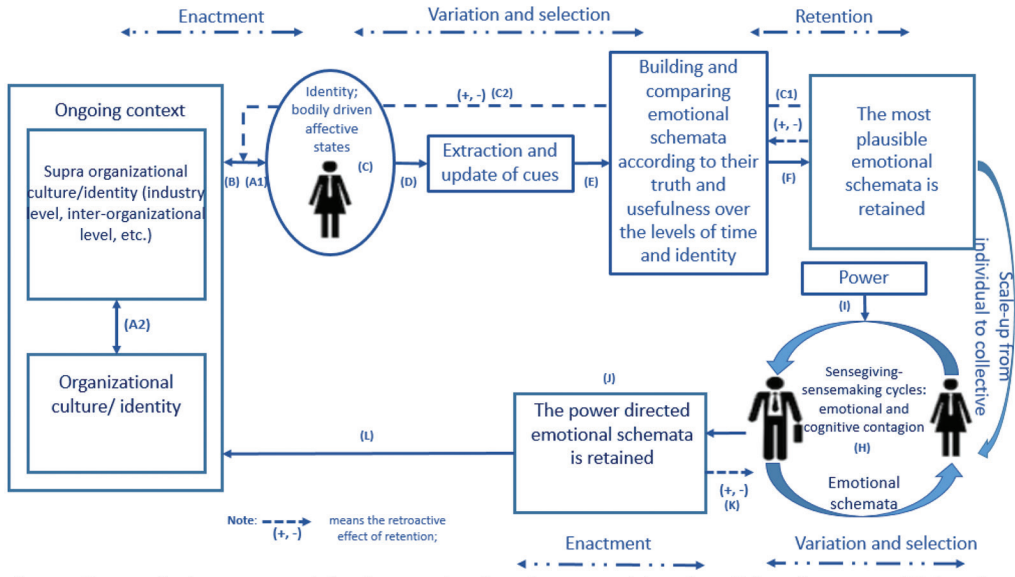 Enactment
Variation and selection
Retention
Ongoing context
Supra organizational
culture/identity (industry
level, inter-organizational
level, etc.)
(A2)
Organizational
culture/ identity
(B) (A1)
Identity;
bodily driven
affective
states
(C)
(+, -) (C2)
(D)
Extraction and
update of cues
(E)
Building and
comparing
emotional
schemata
according to their
truth and
usefulness over
the levels of time
and identity
(C1)
(+, -)
(F)
The most
plausible
emotional
schemata is
retained
Scale-up from
individual to collective
Power
(I)
Sensegiving-
sensemaking cycles:
emotional and
cognitive contagion
(H)
Emotional
schemata
(J)
The power directed
emotional schemata
is retained
(+, -)
(K)
(L)
Note:
(+, -)
means the retroactive
effect of retention;
Enactment
Variation and selection